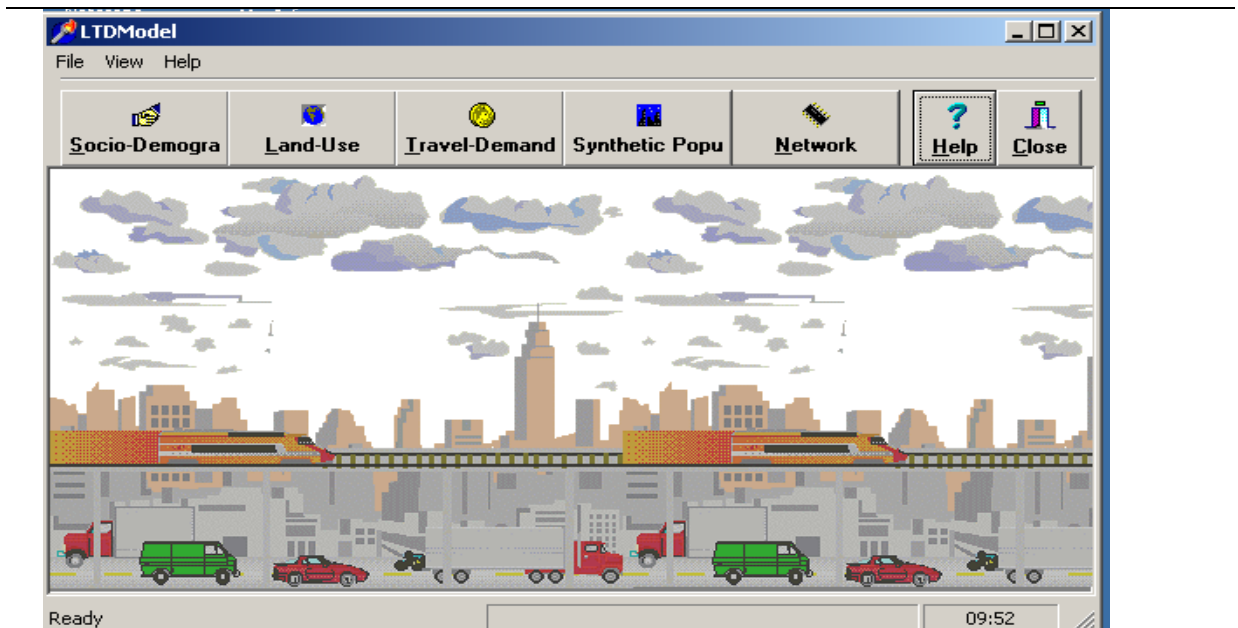 LTDModel
File View Help
Socio-Demogra Land-Use Travel-Demand Synthetic Popu Network Help Close
Ready 09:52